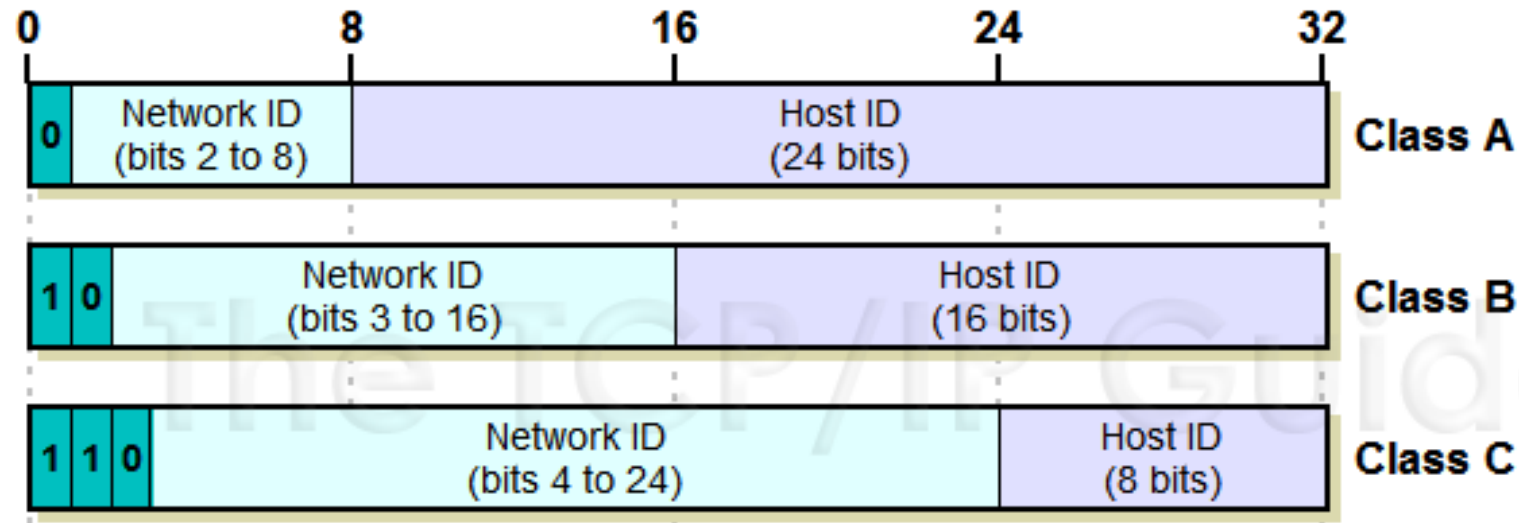 0 8 16 24 32
0 Network ID Host ID Class A
(bits 2 to 8) (24 bits)
1 0 Network ID Host ID Class B
(bits 3 to 16) (16 bits)
The TCP/IP Guid
1 1 0 Network ID Host ID Class C
(bits 4 to 24) (8 bits)